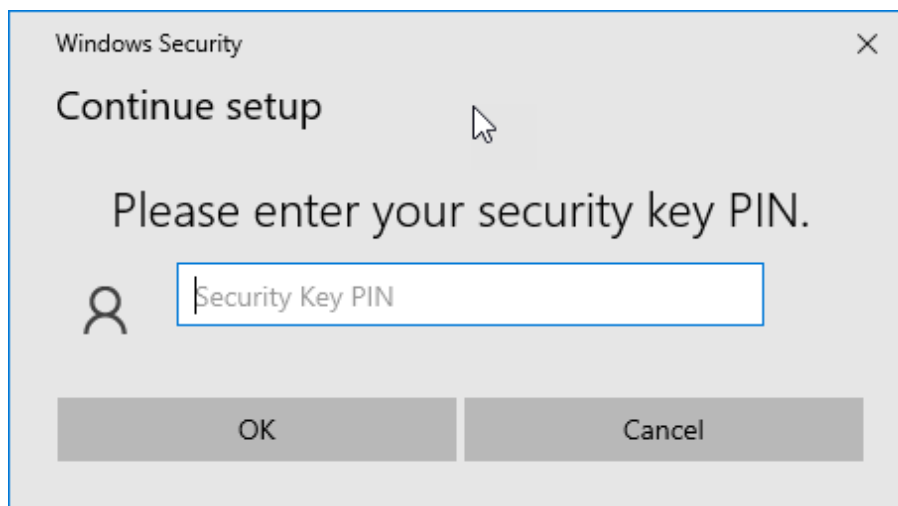 Windows Security
Continue setup
Please enter your security key PIN.
Security Key PIN
OK
Cancel